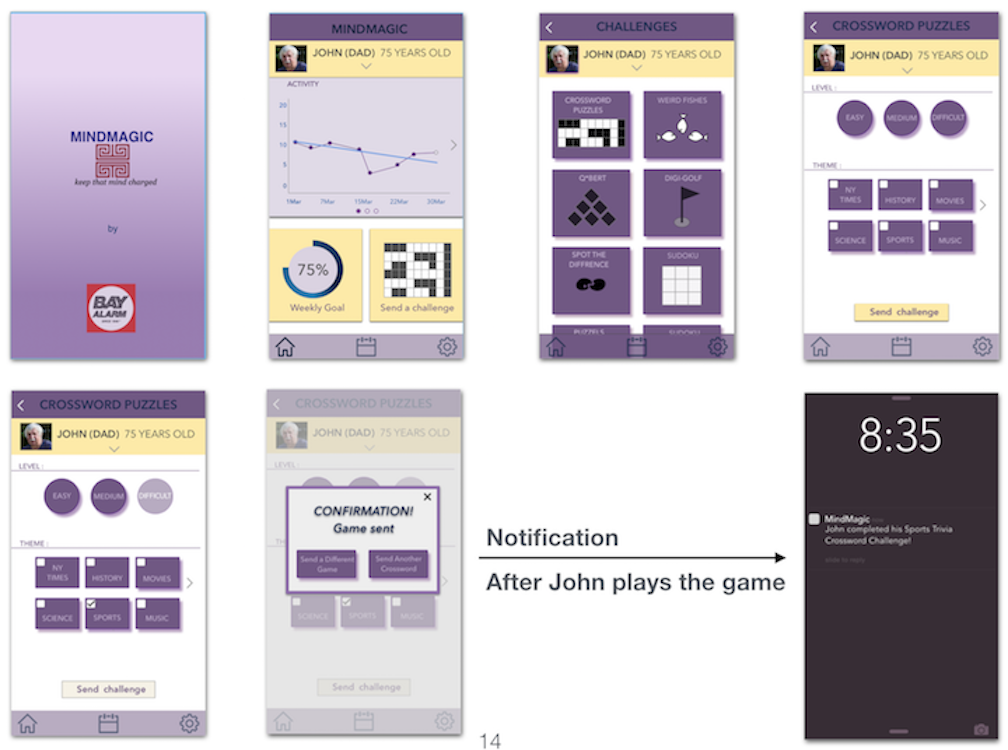 MINDMAGIC
keep that mind charged
by
BAY
ALARM
SINCE 1946
MINDMAGIC
JOHN (DAD) 75 YEARS OLD
ACTIVITY
20
15
10
5
0
1Mar 7Mar 15Mar 22Mar 30Mar
75%
Weekly Goal
Send a challenge
CHALLENGES
JOHN (DAD) 75 YEARS OLD
CROSSWORD
PUZZLES
WEIRD FISHES
Q*BERT
DIGI-GOLF
SPOT THE
DIFFRENCE
SUDOKU
PUZZELS
SUDOKU
CROSSWORD PUZZLES
JOHN (DAD) 75 YEARS OLD
LEVEL :
EASY
MEDIUM
DIFFICULT
THEME :
NY
TIMES
HISTORY
MOVIES
SCIENCE
SPORTS
MUSIC
Send challenge
CROSSWORD PUZZLES
JOHN (DAD) 75 YEARS OLD
LEVEL :
EASY
MEDIUM
DIFFICULT
THEME :
NY
TIMES
HISTORY
MOVIES
SCIENCE
SPORTS
MUSIC
Send challenge
CROSSWORD PUZZLES
JOHN (DAD) 75 YEARS OLD
LEVEL :
CONFIRMATION!
Game sent
Send a Different
Game
Send Another
Crossword
TH
SCIENCE
SPORTS
MUSIC
Send challenge
Notification
After John plays the game
8:35
MindMagic now
John completed his Sports Trivia
Crossword Challenge!
slide to reply
14